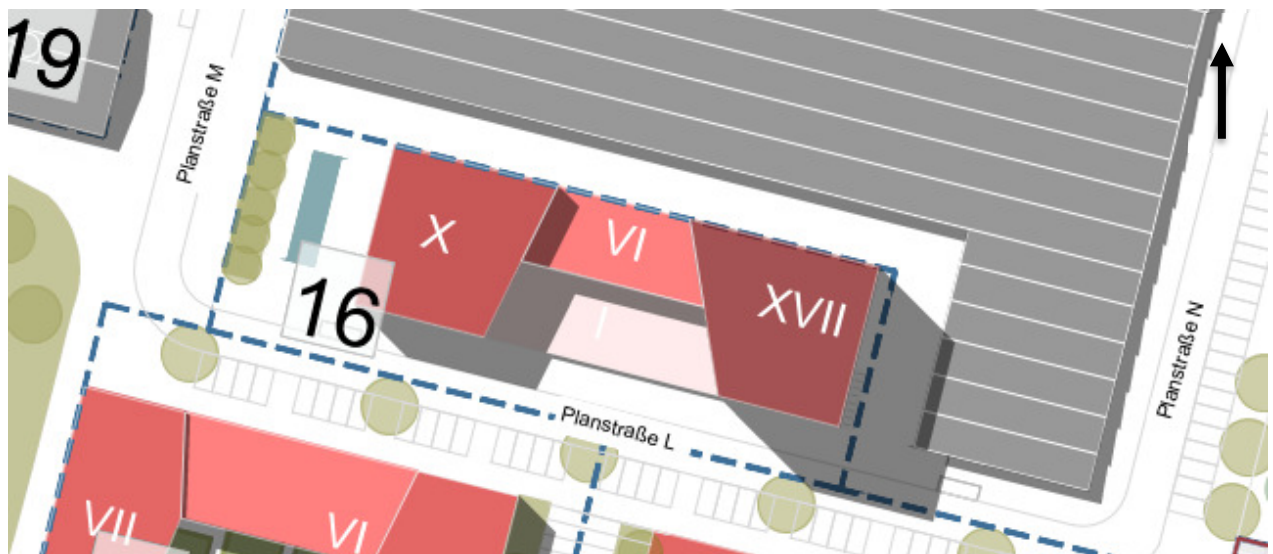 19
Planstraße M
X
VI
XVII
I
16
Planstraße L
Planstraße N
VII
VI